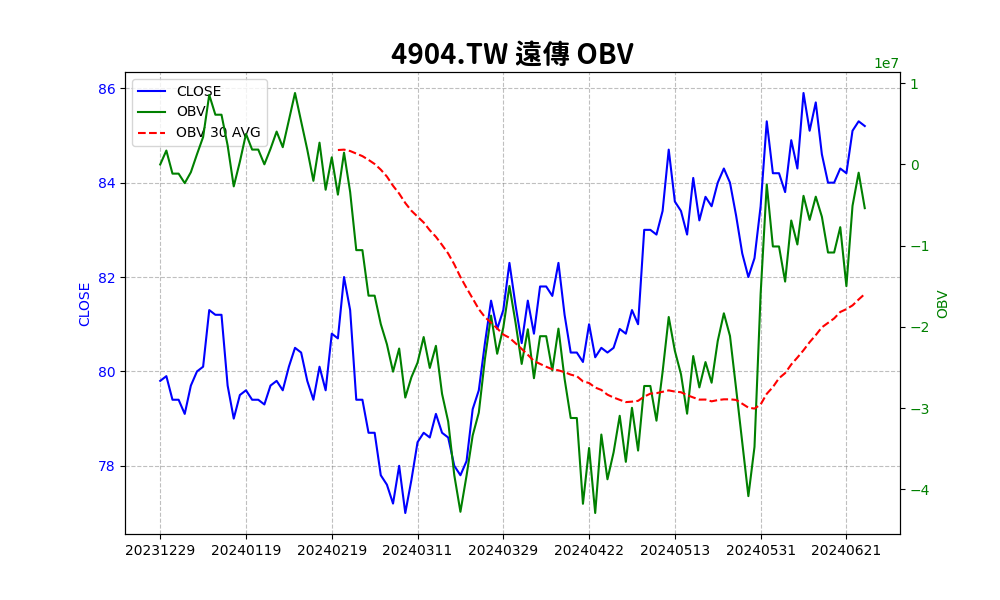 4904.TW 遠傳 OBV
1e7
CLOSE
OBV
OBV 30 AVG
CLOSE
86
84
82
80
78
OBV
1
0
−1
−2
−3
−4
20231229 20240119 20240219 20240311 20240329 20240422 20240513 20240531 20240621